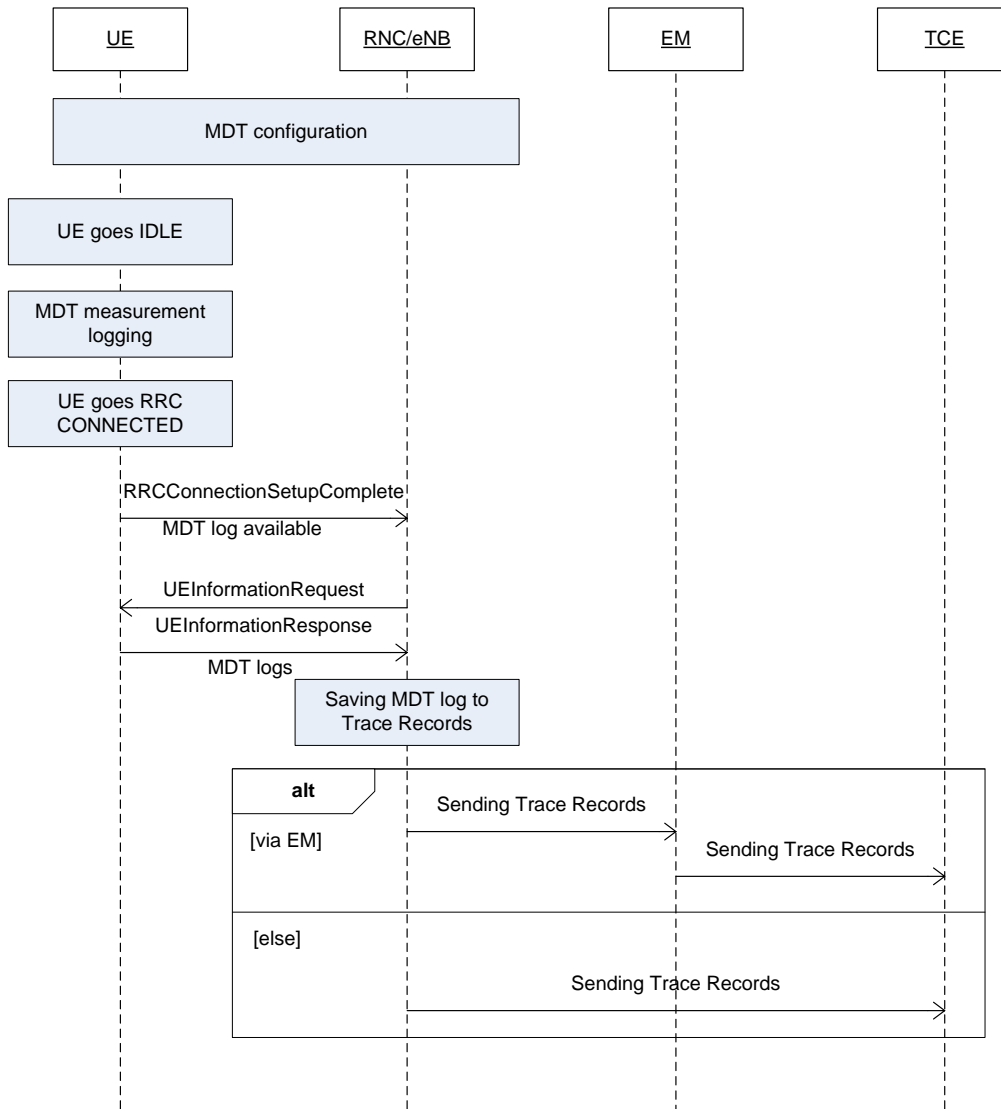 UE
RNC/eNB
EM
TCE
MDT configuration
UE goes IDLE
MDT measurement
logging
UE goes RRC
CONNECTED
RRCConnectionSetupComplete
MDT log available
UEInformationRequest
UEInformationResponse
MDT logs
Saving MDT log to
Trace Records
alt
Sending Trace Records
[via EM]
Sending Trace Records
[else]
Sending Trace Records